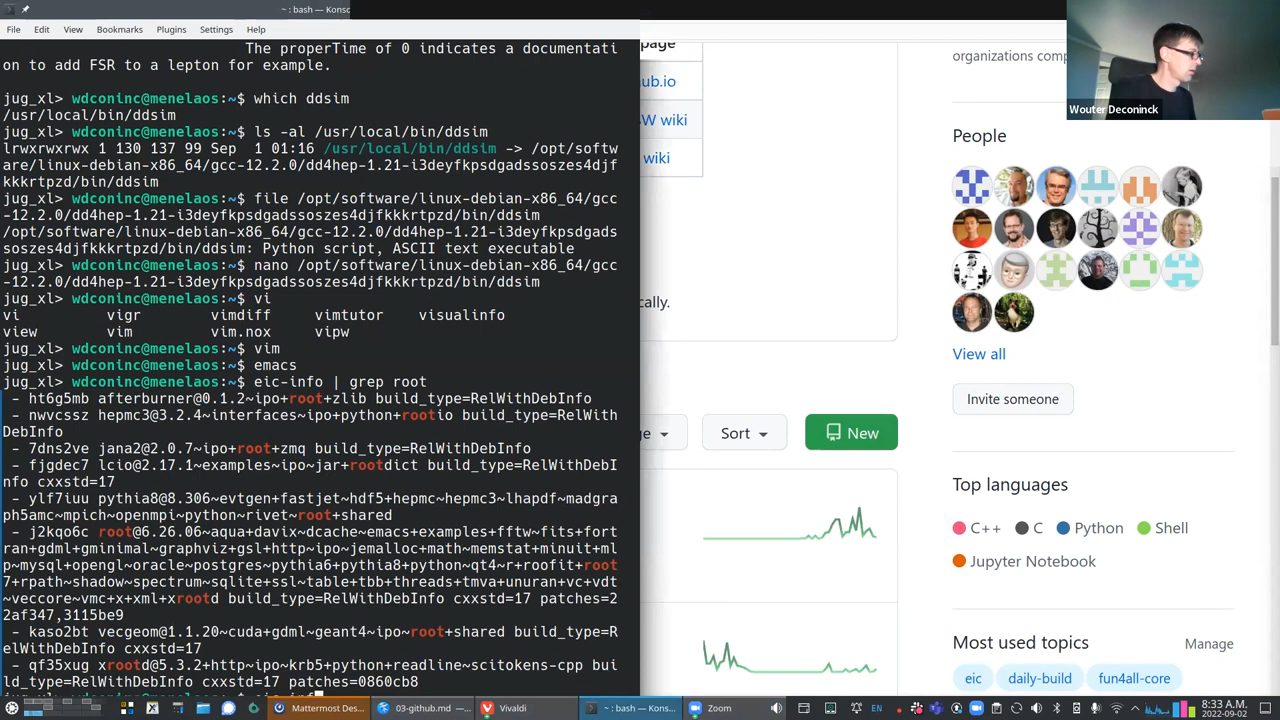 ~ : bash — Konso
File Edit View Bookmarks Plugins Settings Help
The properTime of 0 indicates a documentati
on to add FSR to a lepton for example.
jug_xl> wdconinc@menelaos:~$ which ddsim
/usr/local/bin/ddsim
jug_xl> wdconinc@menelaos:~$ ls -al /usr/local/bin/ddsim
lrwxrwxrwx 1 130 137 99 Sep  1 01:16 /usr/local/bin/ddsim -> /opt/softw
are/linux-debian-x86_64/gcc-12.2.0/dd4hep-1.21-i3deyfkpsdgadssoszes4djf
kkkrtpzd/bin/ddsim
jug_xl> wdconinc@menelaos:~$ file /opt/software/linux-debian-x86_64/gcc
-12.2.0/dd4hep-1.21-i3deyfkpsdgadssoszes4djfkkkrtpzd/bin/ddsim
/opt/software/linux-debian-x86_64/gcc-12.2.0/dd4hep-1.21-i3deyfkpsdgads
soszes4djfkkkrtpzd/bin/ddsim: Python script, ASCII text executable
jug_xl> wdconinc@menelaos:~$ nano /opt/software/linux-debian-x86_64/gcc
-12.2.0/dd4hep-1.21-i3deyfkpsdgadssoszes4djfkkkrtpzd/bin/ddsim
jug_xl> wdconinc@menelaos:~$ vi
vi vigr vimdiff vimtutor visualinfo
view vim vim.nox vipw
jug_xl> wdconinc@menelaos:~$ vim
jug_xl> wdconinc@menelaos:~$ emacs
jug_xl> wdconinc@menelaos:~$ eic-info | grep root
- ht6g5mb afterburner@0.1.2~ipo+root+zlib build_type=RelWithDebInfo
- nwvcssz hepmc3@3.2.4~interfaces~ipo+python+rootio build_type=RelWith
DebInfo
- 7dns2ve jana2@2.0.7~ipo+root+zmq build_type=RelWithDebInfo
- fjgdec7 lcio@2.17.1~examples~ipo~jar+rootdict build_type=RelWithDebI
nfo cxxstd=17
- ylf7iuu pythia8@8.306~evtgen+fastjet~hdf5+hepmc~hepmc3~lhapdf~madgra
ph5amc~mpich~openmpi~python~rivet~root+shared
- j2kqo6c root@6.26.06~aqua+davix~dcache~emacs+examples+fftw~fits+fort
ran+gdml+gminimal~graphviz+gsl+http~ipo~jemalloc+math~memstat+minuit+ml
p~mysql+opengl~oracle~postgres~pythia6+pythia8+python~qt4~r+roofit+root
7+rpath~shadow~spectrum~sqlite+ssl~table+tbb+threads+tmva+unuran+vc+vdt
~veccore~vmc+x+xml+xrootd build_type=RelWithDebInfo cxxstd=17 patches=2
2af347,3115be9
- kaso2bt vecgeom@1.1.20~cuda+gdml~geant4~ipo~root+shared build_type=R
elWithDebInfo cxxstd=17
- qf35xug xrootd@5.3.2+http~ipo~krb5+python+readline~scitokens-cpp bui
ld_type=RelWithDebInfo cxxstd=17 patches=0860cb8
jug_xl> wdconinc@menelaos:~$ eic-inf
page
ub.io
SW wiki
wiki
cally.
ge
Sort
New
organizations comp
Wouter Deconinck
People
View all
Invite someone
Top languages
C++ C Python Shell
Jupyter Notebook
Most used topics Manage
eic daily-build fun4all-core
Mattermost Des... 03-github.md —... Vivaldi ~ : bash — Kons... Zoom EN 8:33 A.M.
2022-09-02